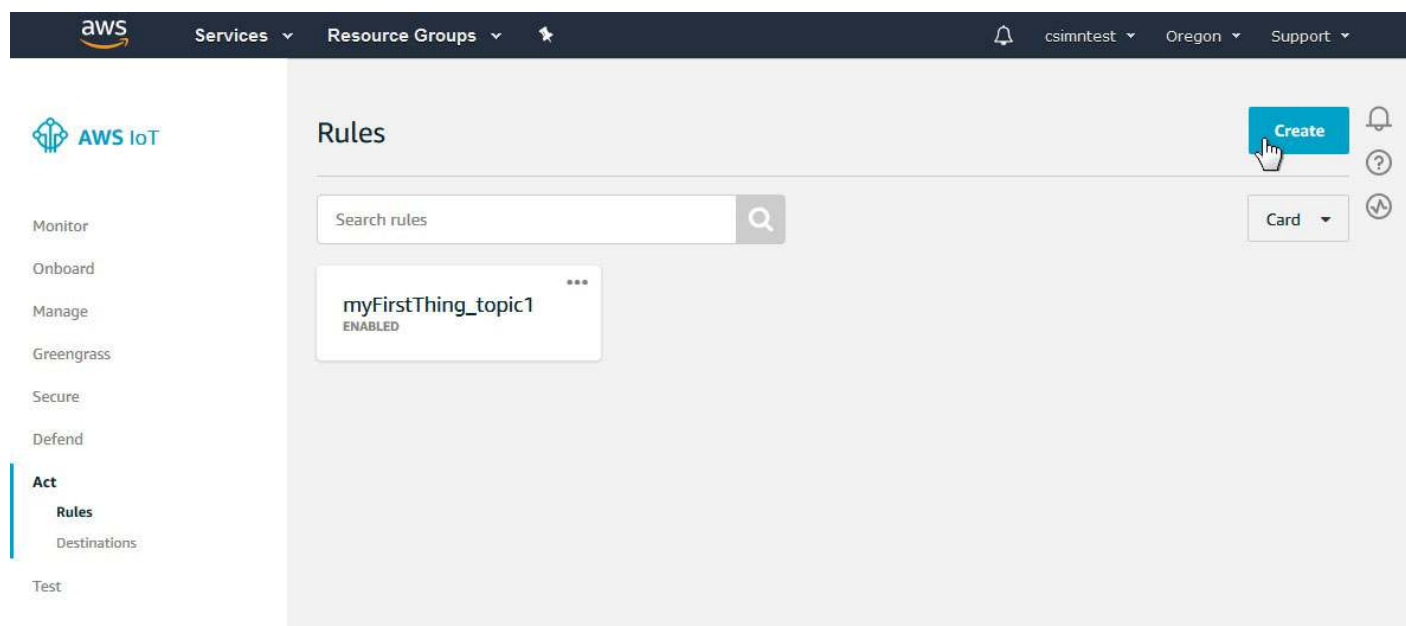 aws Services Resource Groups csimntest Oregon Support
AWS IoT
Rules
Create
Search rules
Card
Monitor
Onboard
Manage
Greengrass
Secure
Defend
Act
Rules
Destinations
Test
myFirstThing_topic1
ENABLED